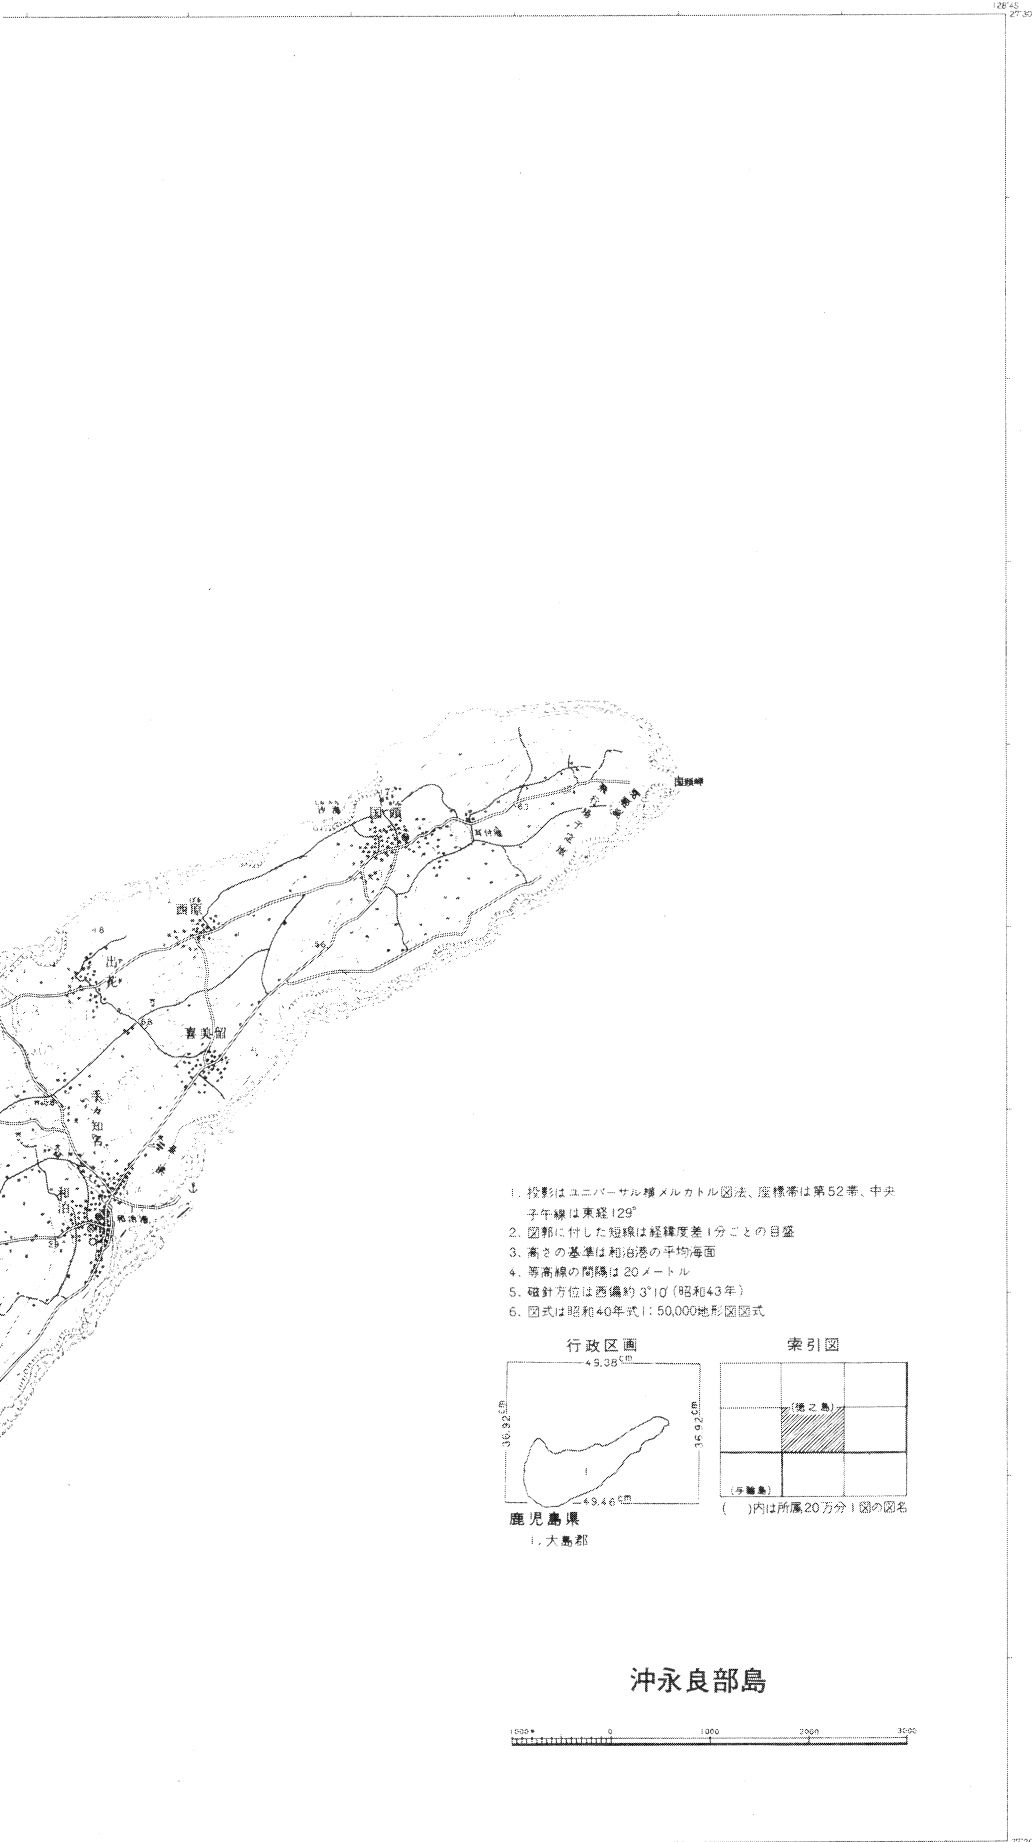 128°45′
27°30′
国頭岬
国頭
西原
48
出花
56
68
喜美留
手々知名
和泊
和泊港
1. 投影はユニバーサル横メルカトル図法、座標帯は第52帯、中央
子午線は東経129°
2. 図郭に付した短線は経緯度差1分ごとの目盛
3. 高さの基準は和泊港の平均海面
4. 等高線の間隔は20メートル
5. 磁針方位は西偏約3°10′(昭和43年)
6. 図式は昭和40年式1:50,000地形図図式
行政区画
49.38cm
36.92cm
36.92cm
1
49.46cm
鹿児島県
1. 大島郡
索引図
(徳之島)
(与論島)
(　)内は所属20万分1図の図名
沖永良部島
1000m 0 1000 2000 3000